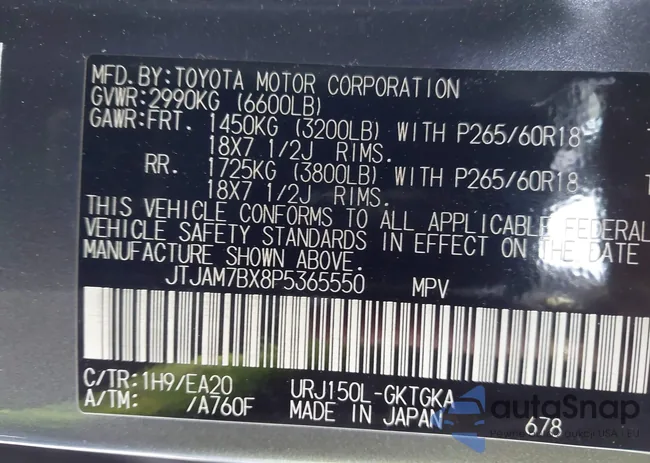 MFD. BY: TOYOTA MOTOR CORPORATION
GVWR: 2990KG (6600LB)
GAWR: FRT. 1450KG (3200LB) WITH P265/60R18
18X7 1/2J RIMS.
RR. 1725KG (3800LB) WITH P265/60R18
18X7 1/2J RIMS.
THIS VEHICLE CONFORMS TO ALL APPLICABLE FEDERAL
VEHICLE SAFETY STANDARDS IN EFFECT ON THE DATE
MANUFACTURE SHOWN ABOVE.
JTJAM7BX8P5365550 MPV
C/TR: 1H9/EA20 URJ150L-GKTGKA
A/TM: /A760F MADE IN JAPAN 678
autoSnap